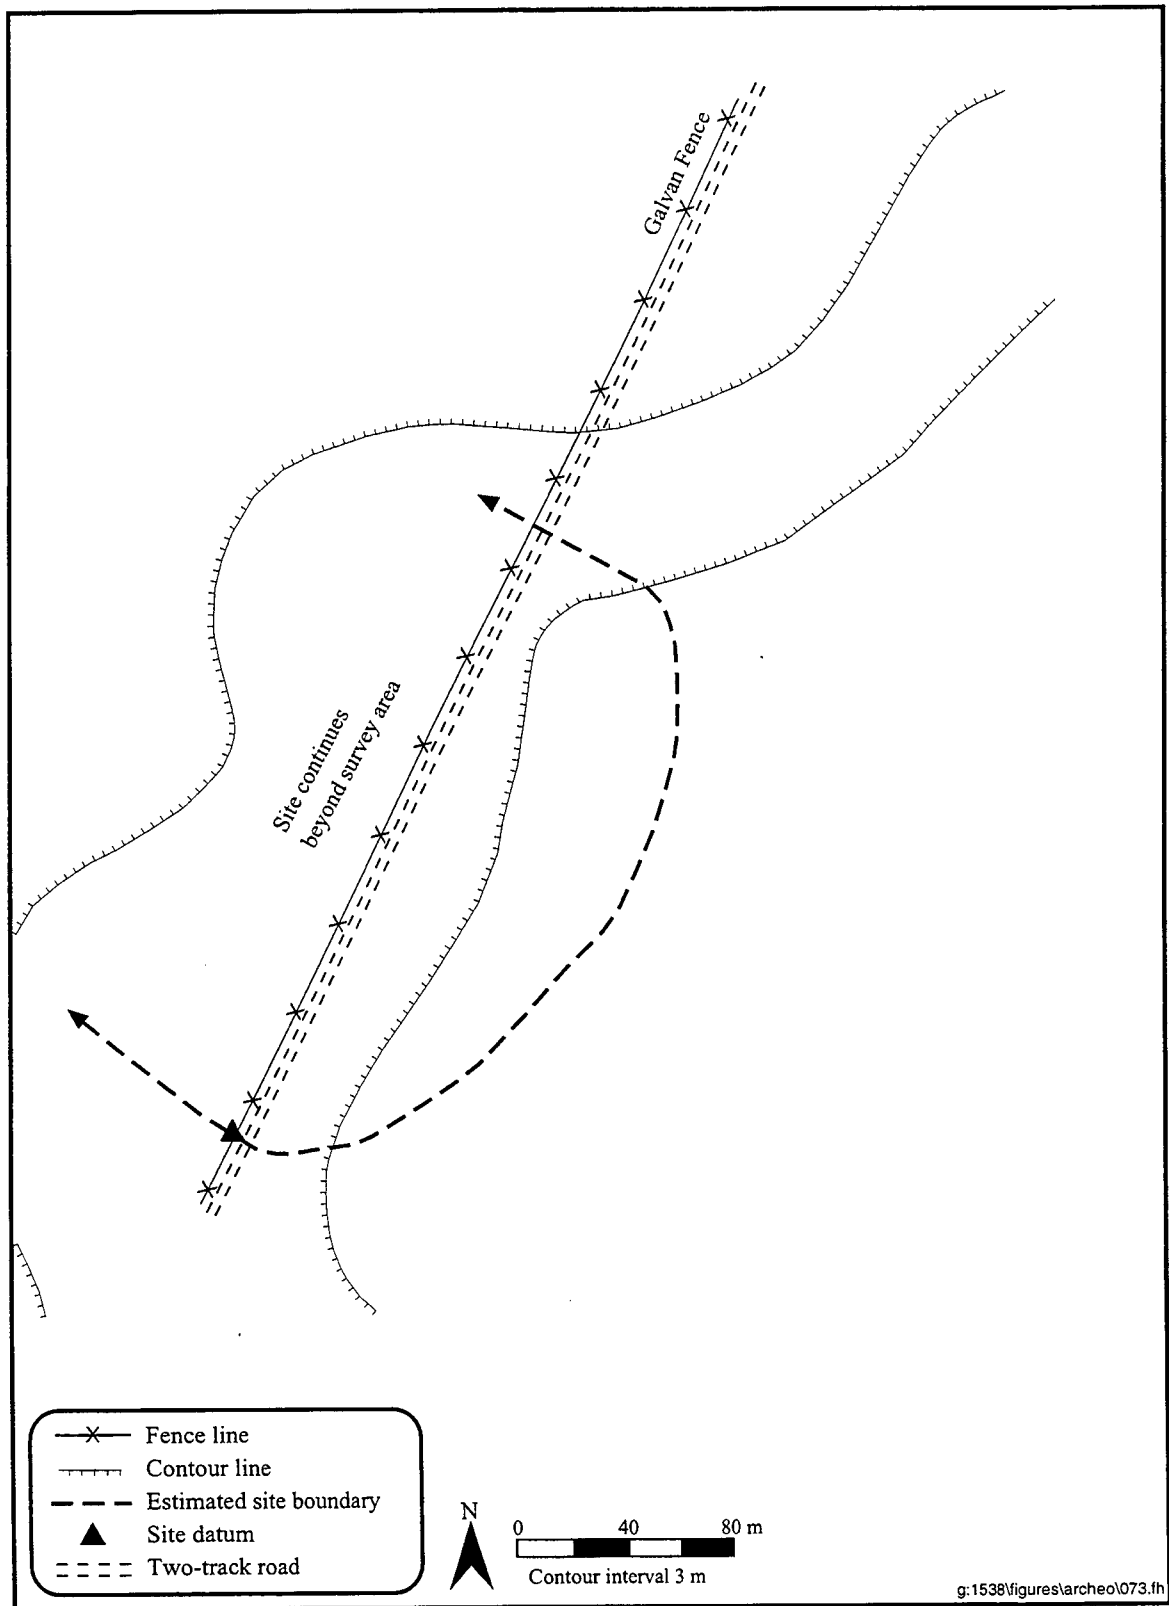 Galvan Fence
Site continues
beyond survey area
Fence line
Contour line
Estimated site boundary
Site datum
Two-track road
N
0 40 80 m
Contour interval 3 m
g:1538\figures\archeo\073.fh